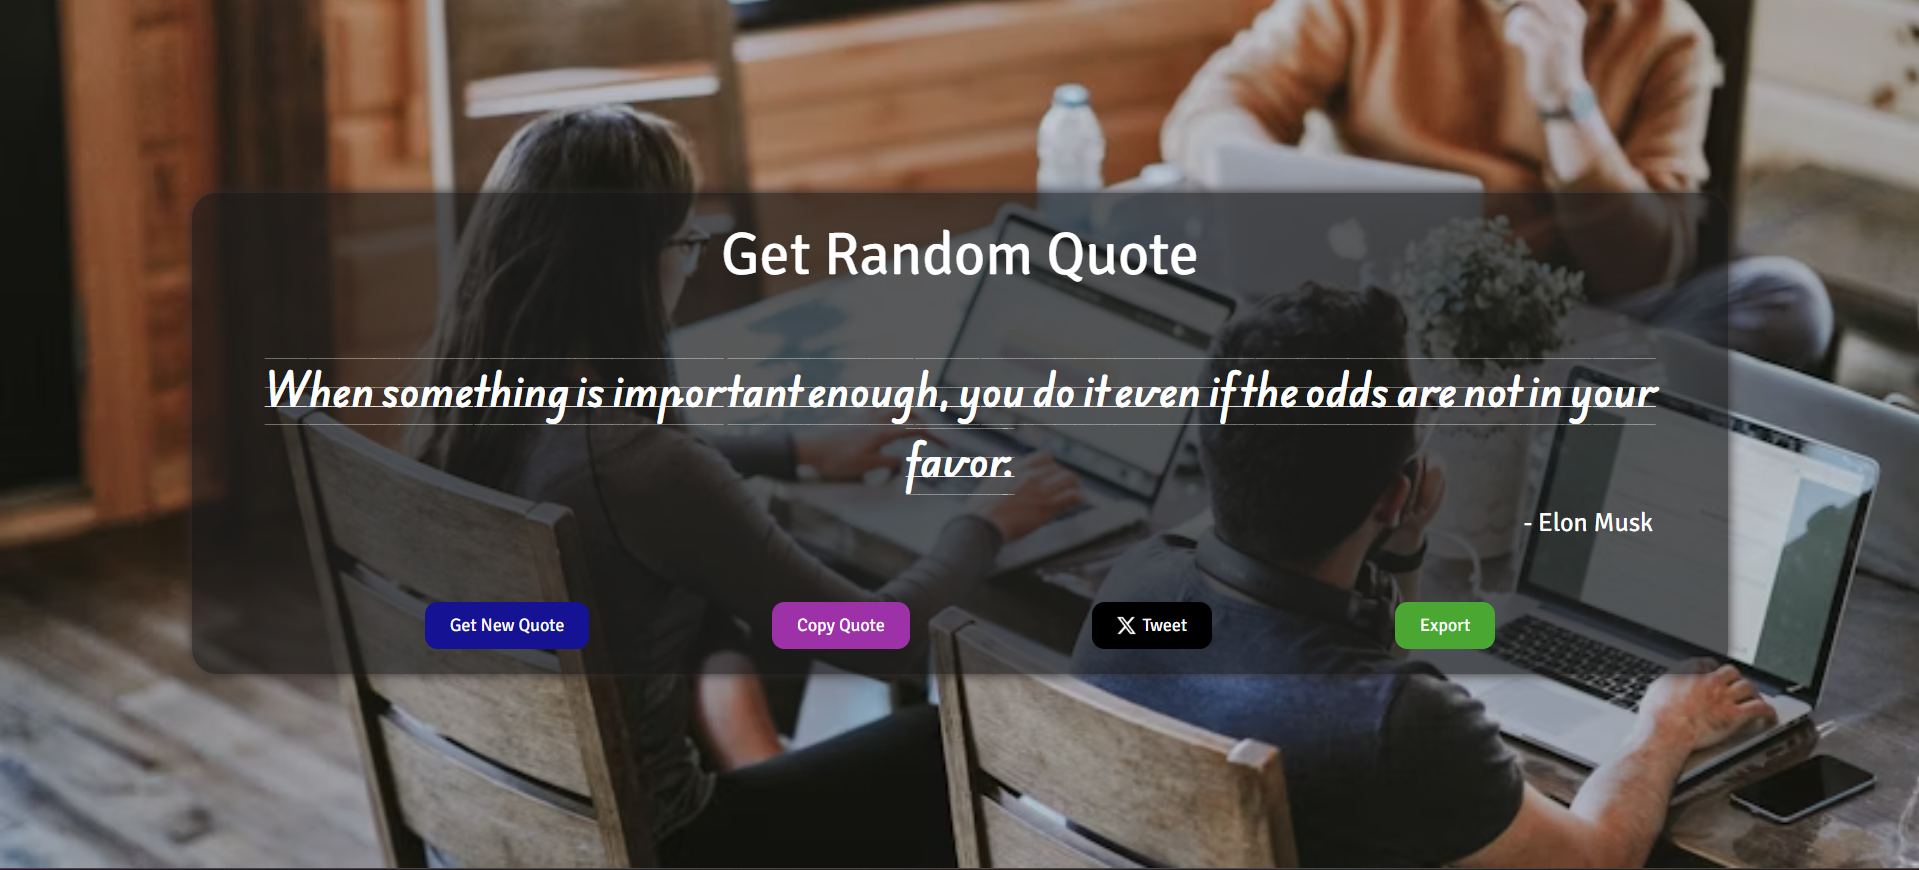 Get Random Quote
When something is important enough, you do it even if the odds are not in your
favor.
- Elon Musk
Get New Quote
Copy Quote
Tweet
Export